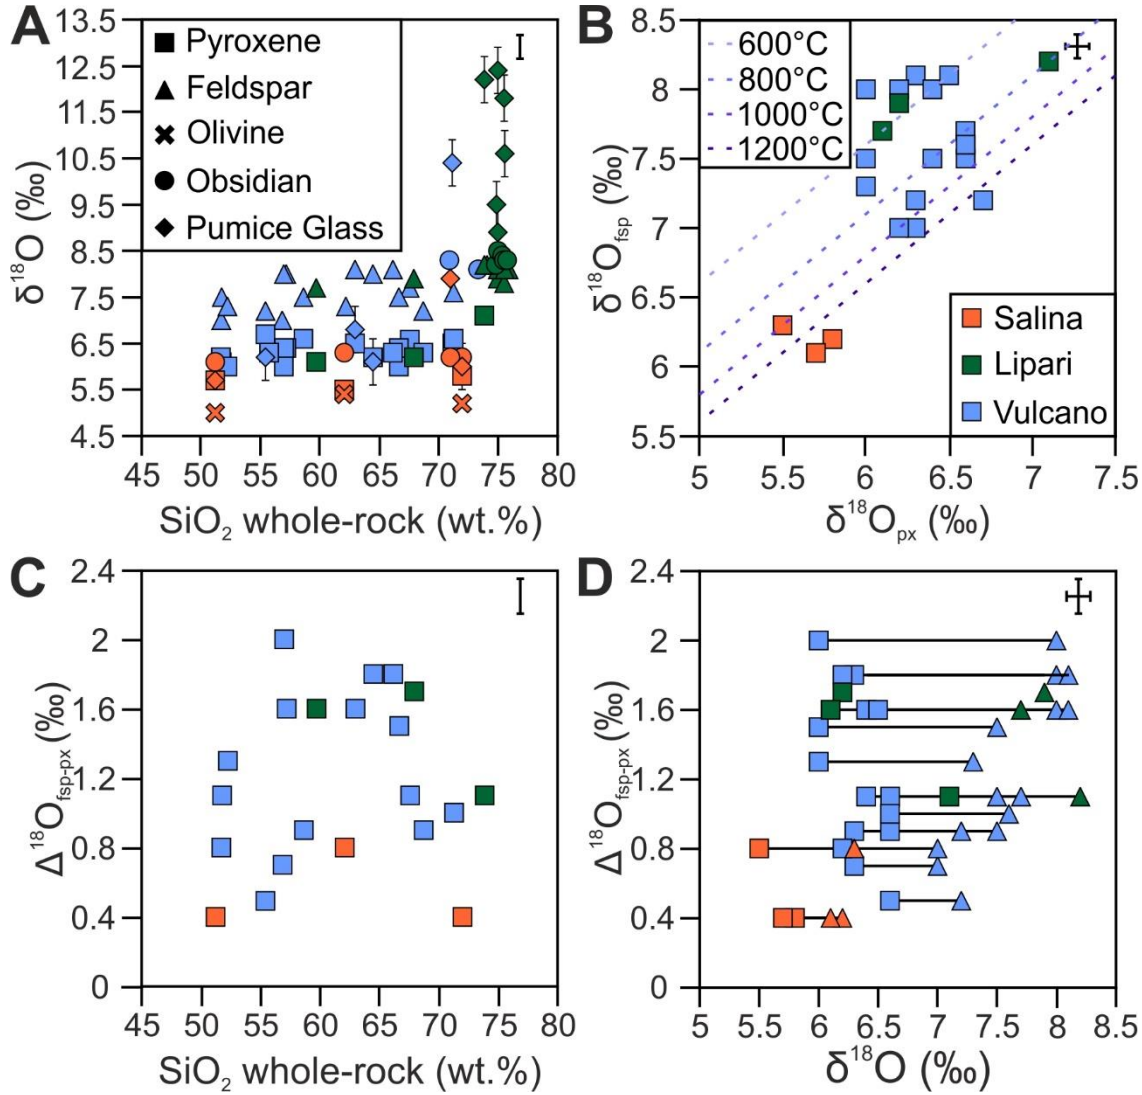 A
13.5
12.5
11.5
10.5
9.5
8.5
7.5
6.5
5.5
4.5
δ¹⁸O (‰)
Pyroxene
Feldspar
Olivine
Obsidian
Pumice Glass
45 50 55 60 65 70 75 80
SiO₂ whole-rock (wt.%)
B
8.5
8
7.5
7
6.5
6
5.5
δ¹⁸O_fsp (‰)
600°C
800°C
1000°C
1200°C
Salina
Lipari
Vulcano
5 5.5 6 6.5 7 7.5
δ¹⁸O_px (‰)
C
2.4
2
1.6
1.2
0.8
0.4
0
Δ¹⁸O_fsp-px (‰)
45 50 55 60 65 70 75 80
SiO₂ whole-rock (wt.%)
D
2.4
2
1.6
1.2
0.8
0.4
0
Δ¹⁸O_fsp-px (‰)
5 5.5 6 6.5 7 7.5 8 8.5
δ¹⁸O (‰)